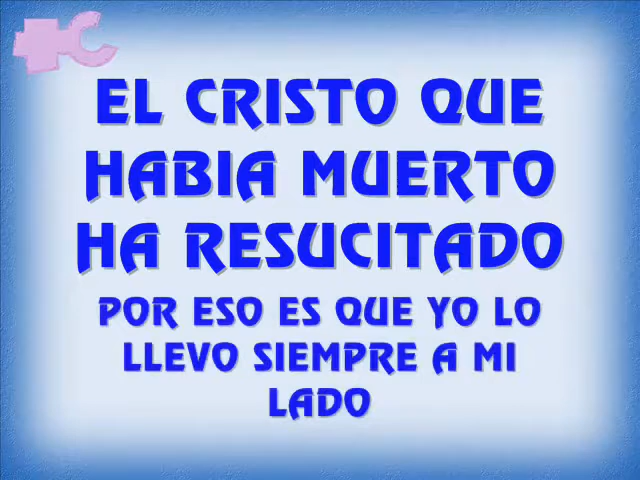 EL CRISTO QUE
HABIA MUERTO
HA RESUCITADO
POR ESO ES QUE YO LO
LLEVO SIEMPRE A MI
LADO